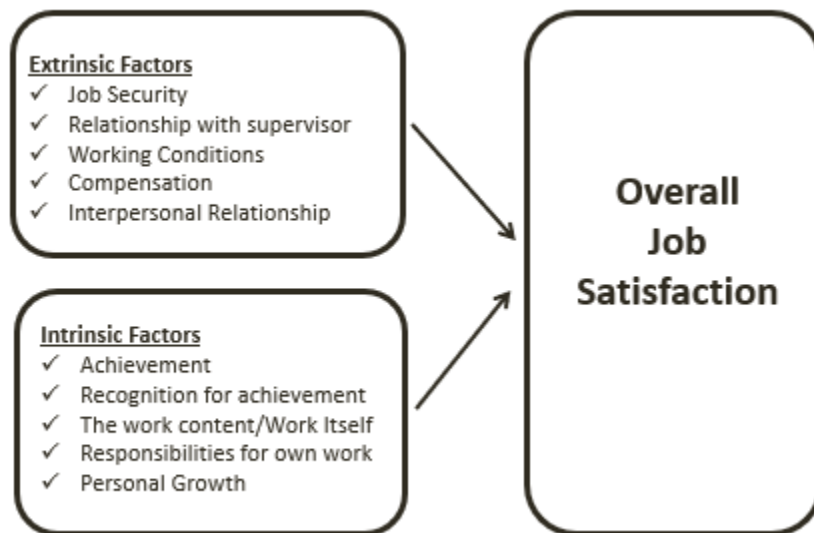 Extrinsic Factors
✓ Job Security
✓ Relationship with supervisor
✓ Working Conditions
✓ Compensation
✓ Interpersonal Relationship
Intrinsic Factors
✓ Achievement
✓ Recognition for achievement
✓ The work content/Work Itself
✓ Responsibilities for own work
✓ Personal Growth
Overall
Job
Satisfaction